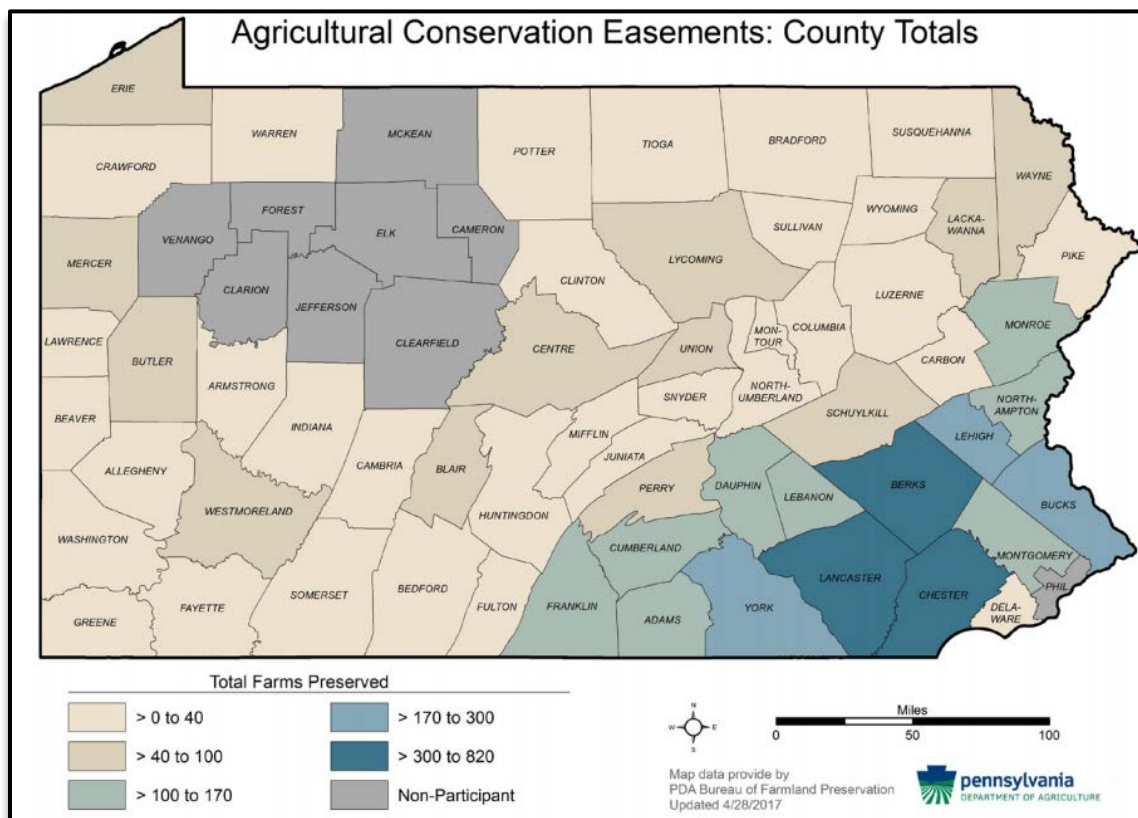 Agricultural Conservation Easements: County Totals
ERIE
WARREN
MCKEAN
POTTER
TIOGA
BRADFORD
SUSQUEHANNA
CRAWFORD
WAYNE
WYOMING
FOREST
VENANGO
ELK
CAMERON
SULLIVAN
LACKA-
WANNA
MERCER
LYCOMING
PIKE
CLARION
CLINTON
LUZERNE
JEFFERSON
MONROE
LAWRENCE
BUTLER
CLEARFIELD
CENTRE
UNION
MON-
TOUR
COLUMBIA
CARBON
ARMSTRONG
SNYDER
NORTH-
UMBERLAND
NORTH-
AMPTON
BEAVER
INDIANA
MIFFLIN
SCHUYLKILL
LEHIGH
ALLEGHENY
CAMBRIA
BLAIR
JUNIATA
PERRY
DAUPHIN
LEBANON
BERKS
BUCKS
WESTMORELAND
HUNTINGDON
WASHINGTON
CUMBERLAND
MONTGOMERY
LANCASTER
CHESTER
PHIL
GREENE
FAYETTE
SOMERSET
BEDFORD
FULTON
FRANKLIN
ADAMS
YORK
DELA-
WARE
Total Farms Preserved
> 0 to 40
> 40 to 100
> 100 to 170
> 170 to 300
> 300 to 820
Non-Participant
N
W E
S
Miles
0 50 100
Map data provide by
PDA Bureau of Farmland Preservation
Updated 4/28/2017
pennsylvania
DEPARTMENT OF AGRICULTURE